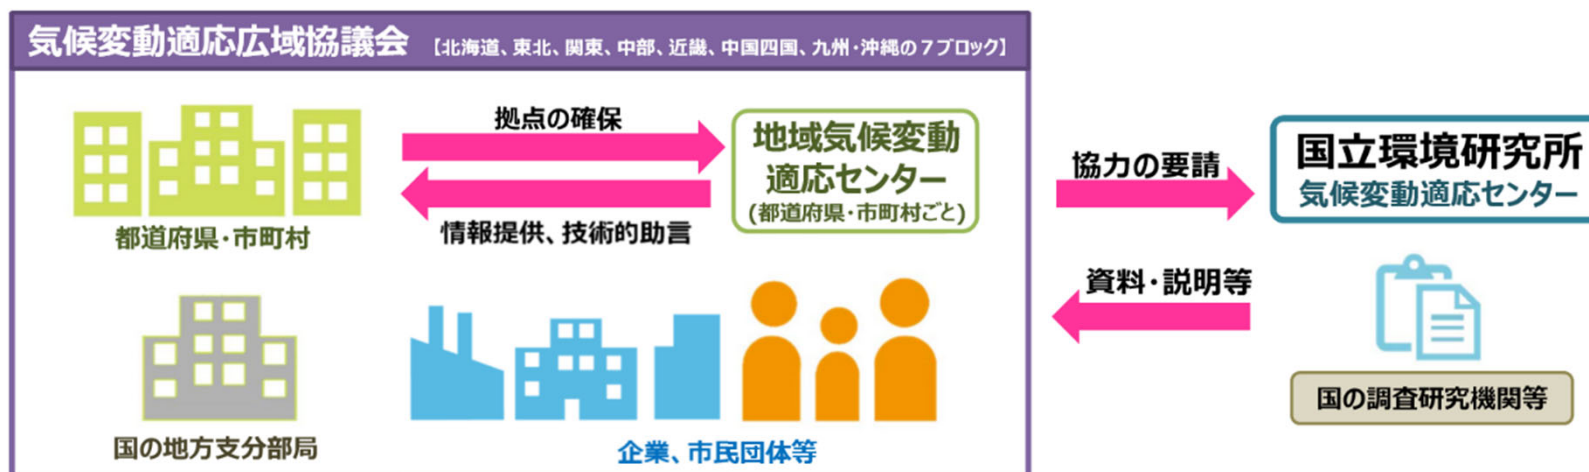 気候変動適応広域協議会 【北海道、東北、関東、中部、近畿、中国四国、九州・沖縄の7ブロック】
拠点の確保
地域気候変動
適応センター
(都道府県・市町村ごと)
情報提供、技術的助言
都道府県・市町村
国の地方支分部局
企業、市民団体等
協力の要請
資料・説明等
国立環境研究所
気候変動適応センター
国の調査研究機関等